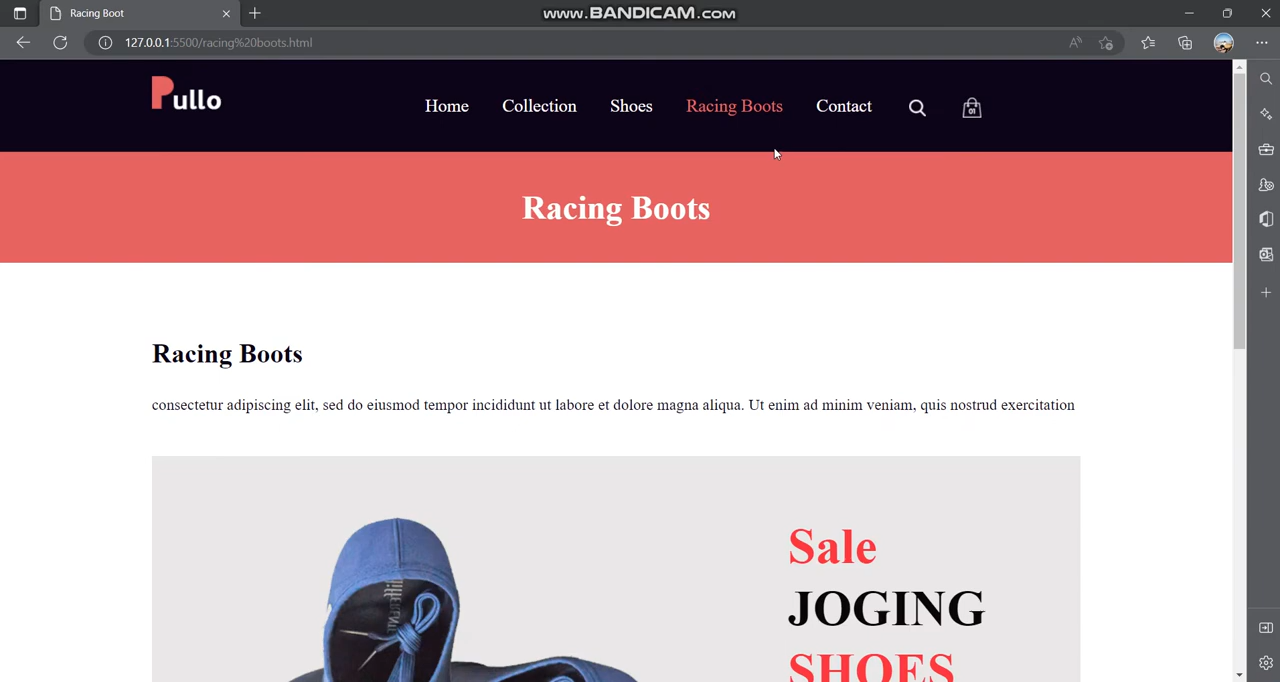 Racing Boot
www.BANDICAM.com
127.0.0.1:5500/racing%20boots.html
Pullo
Home Collection Shoes Racing Boots Contact
01
Racing Boots
Racing Boots
consectetur adipiscing elit, sed do eiusmod tempor incididunt ut labore et dolore magna aliqua. Ut enim ad minim veniam, quis nostrud exercitation
Sale
JOGING
SHOES